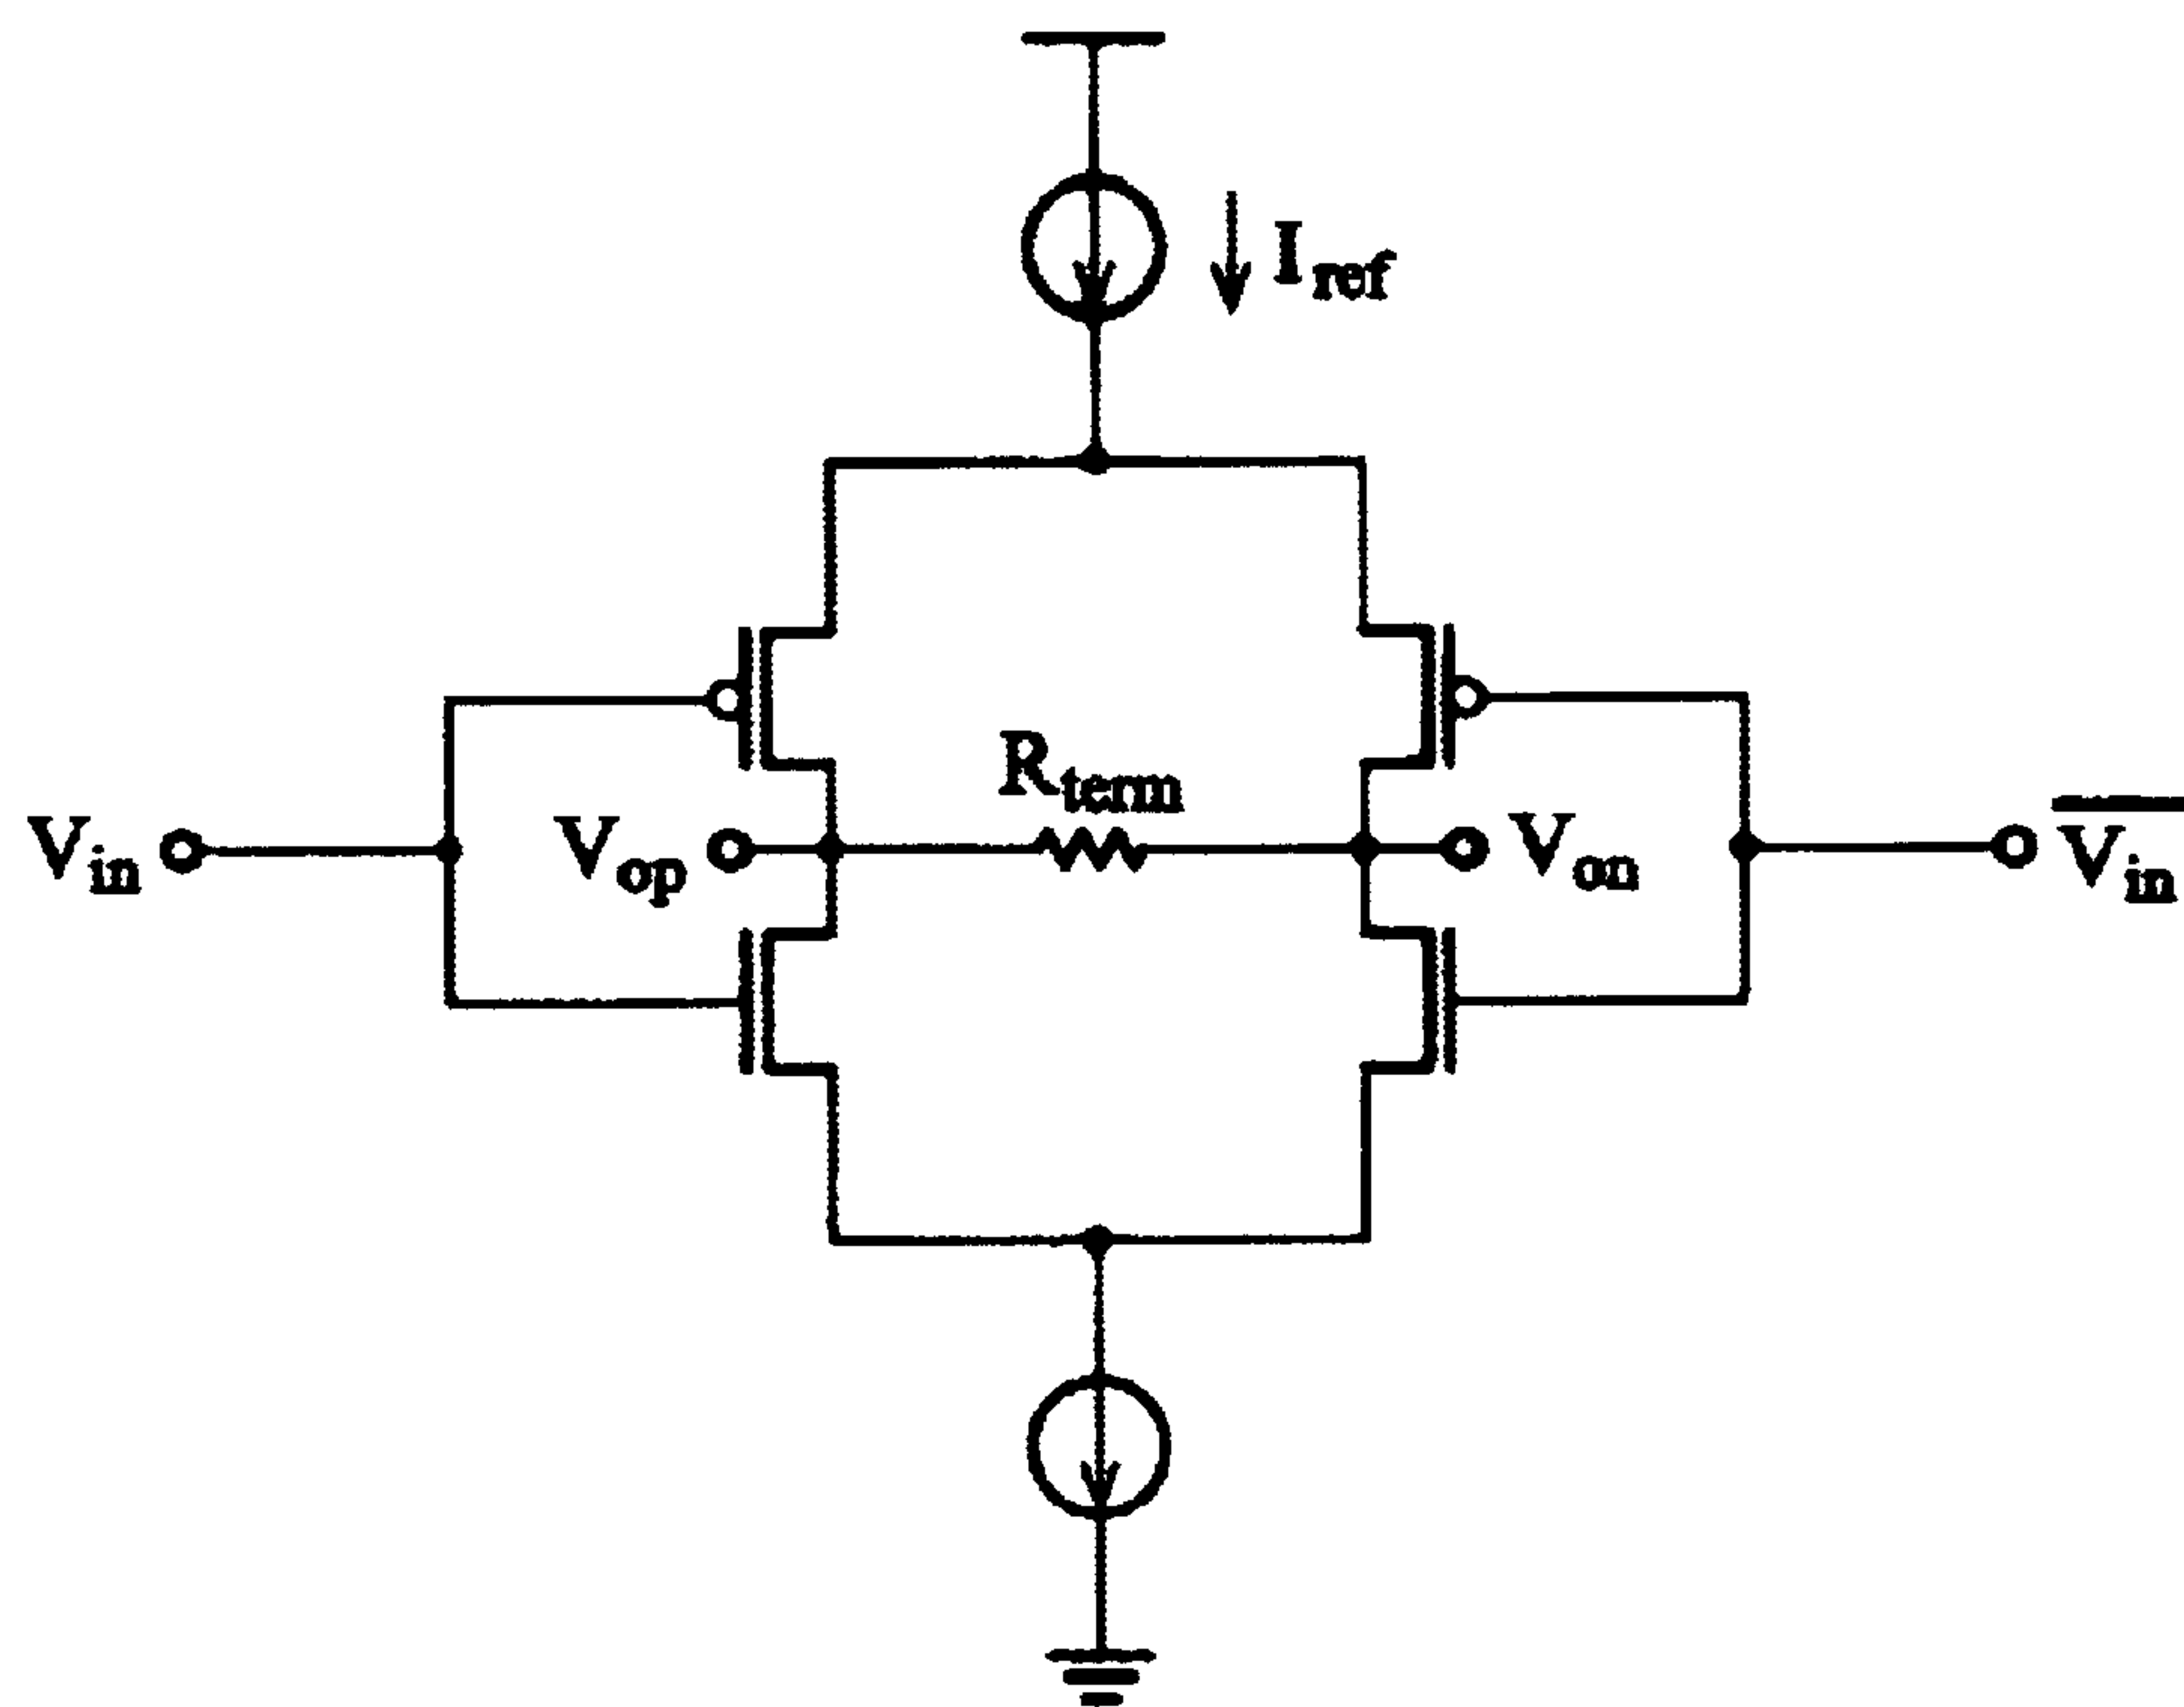 I_ref
R_term
V_in
V_op
V_on
V̅_in